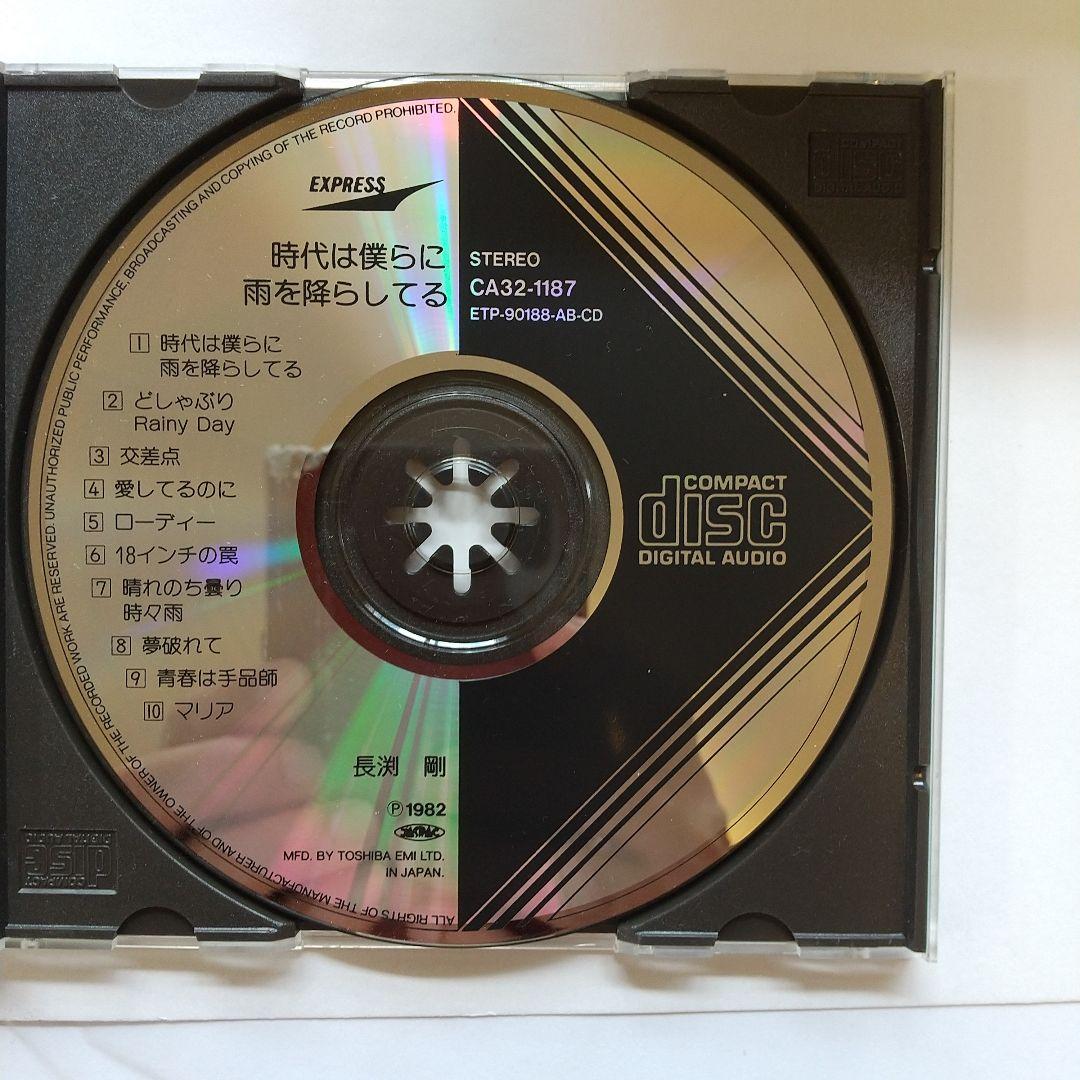 EXPRESS
時代は僕らに
雨を降らしてる
STEREO
CA32-1187
ETP-90188-AB-CD
1 時代は僕らに
雨を降らしてる
2 どしゃぶり
Rainy Day
3 交差点
4 愛してるのに
5 ローディー
6 18インチの罠
7 晴れのち曇り
時々雨
8 夢破れて
9 青春は手品師
10 マリア
長渕 剛
Ⓟ1982
JASRAC
MFD. BY TOSHIBA EMI LTD.
IN JAPAN.
COMPACT
disc
DIGITAL AUDIO
ALL RIGHTS OF THE MANUFACTURER AND OF THE OWNER OF THE RECORDED WORK ARE RESERVED. UNAUTHORIZED PUBLIC PERFORMANCE, BROADCASTING AND COPYING OF THE RECORD PROHIBITED.
COMPACT
disc
DIGITAL AUDIO
COMPACT
disc
DIGITAL AUDIO